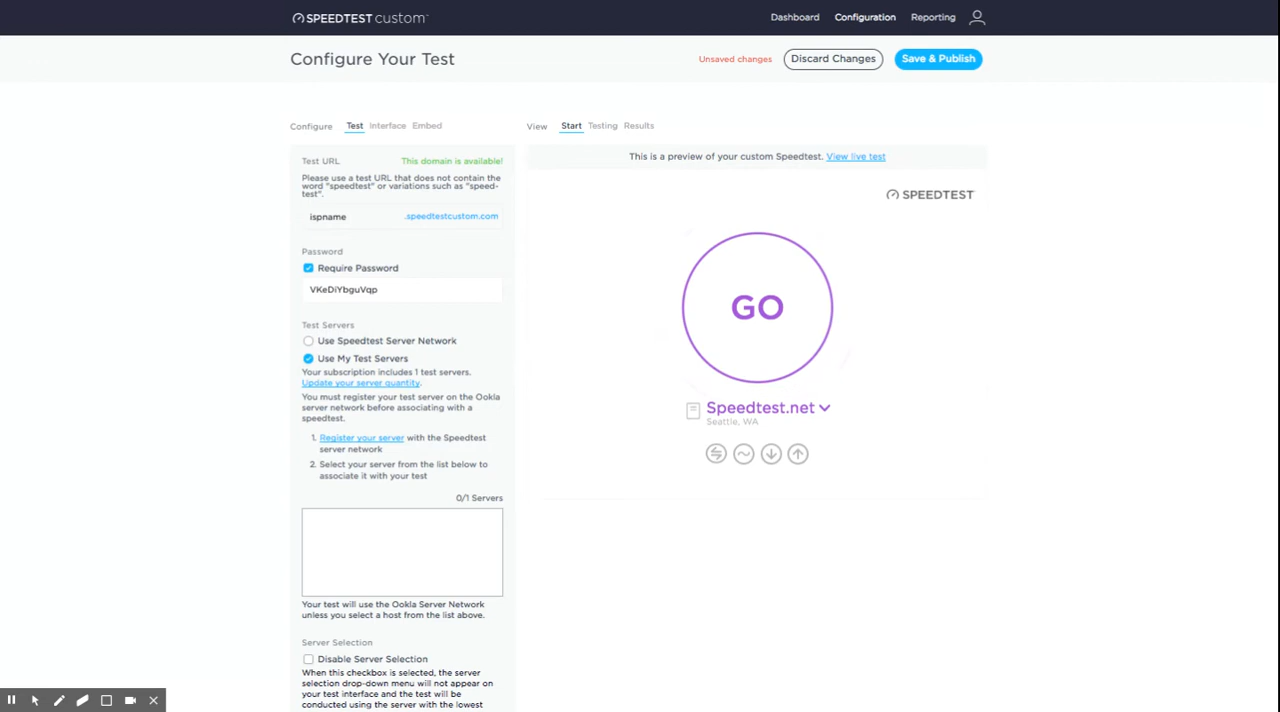 SPEEDTEST custom
Dashboard Configuration Reporting
Configure Your Test
Unsaved changes Discard Changes Save & Publish
Configure Test Interface Embed
View Start Testing Results
Test URL This domain is available!
Please use a test URL that does not contain the
word "speedtest" or variations such as "speed-
test".
ispname .speedtestcustom.com
Password
Require Password
VKeDiYbguVqp
Test Servers
Use Speedtest Server Network
Use My Test Servers
Your subscription includes 1 test servers.
Update your server quantity.
You must register your test server on the Ookla
server network before associating with a
speedtest.
1. Register your server with the Speedtest
server network
2. Select your server from the list below to
associate it with your test
0/1 Servers
Your test will use the Ookla Server Network
unless you select a host from the list above.
Server Selection
Disable Server Selection
When this checkbox is selected, the server
selection drop-down menu will not appear on
your test interface and the test will be
conducted using the server with the lowest
This is a preview of your custom Speedtest. View live test
SPEEDTEST
GO
Speedtest.net
Seattle, WA